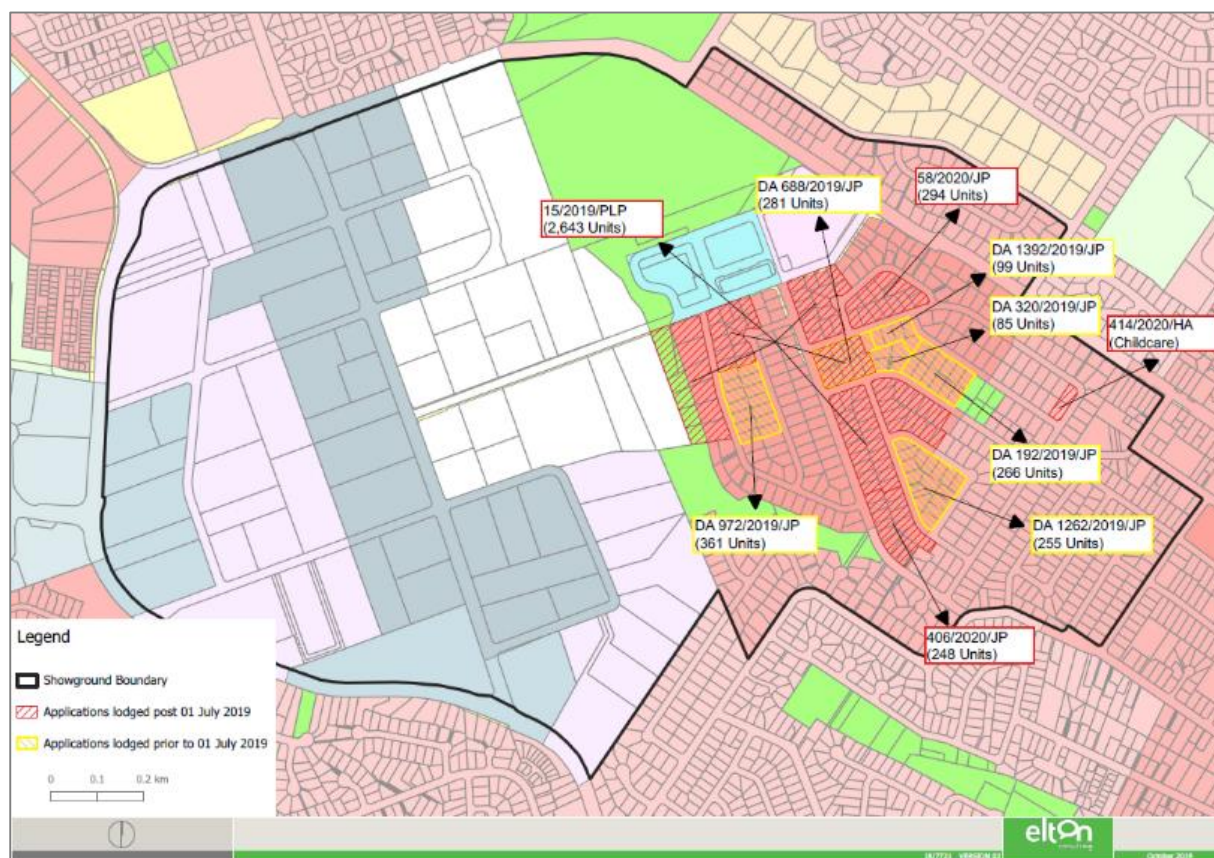 15/2019/PLP
(2,643 Units)
DA 688/2019/JP
(281 Units)
58/2020/JP
(294 Units)
DA 1392/2019/JP
(99 Units)
DA 320/2019/JP
(85 Units)
414/2020/HA
(Childcare)
DA 192/2019/JP
(266 Units)
DA 972/2019/JP
(361 Units)
DA 1262/2019/JP
(255 Units)
406/2020/JP
(248 Units)
Legend
Showground Boundary
Applications lodged post 01 July 2019
Applications lodged prior to 01 July 2019
0 0.1 0.2 km
elton
consulting